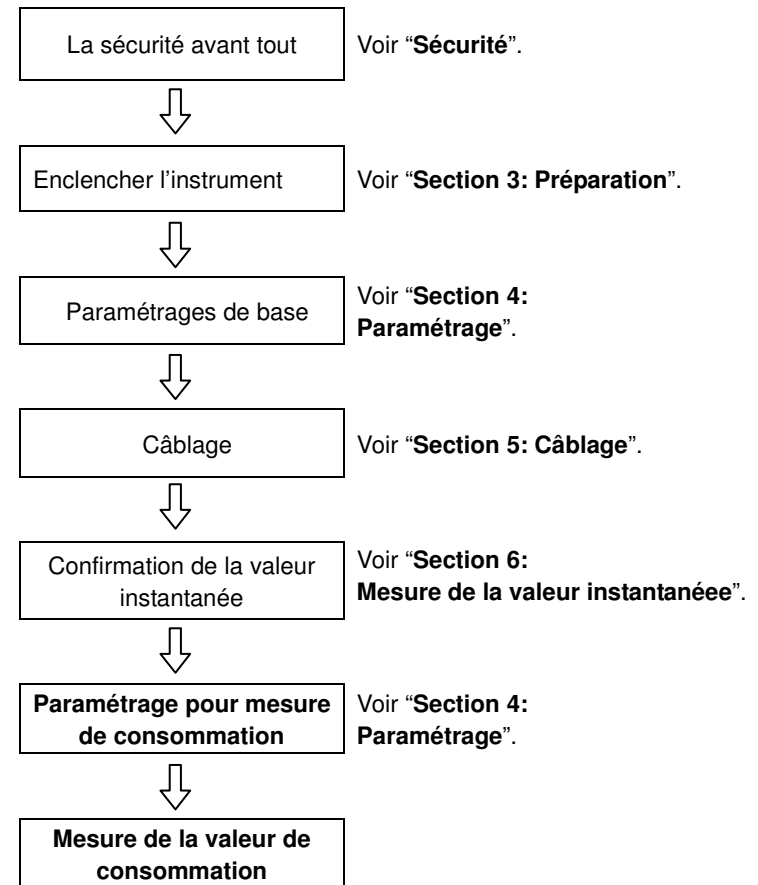 La sécurité avant tout
Voir “Sécurité”.
Enclencher l’instrument
Voir “Section 3: Préparation”.
Paramétrages de base
Voir “Section 4:
Paramétrage”.
Câblage
Voir “Section 5: Câblage”.
Confirmation de la valeur
instantanée
Voir “Section 6:
Mesure de la valeur instantanéee”.
Paramétrage pour mesure
de consommation
Voir “Section 4:
Paramétrage”.
Mesure de la valeur de
consommation